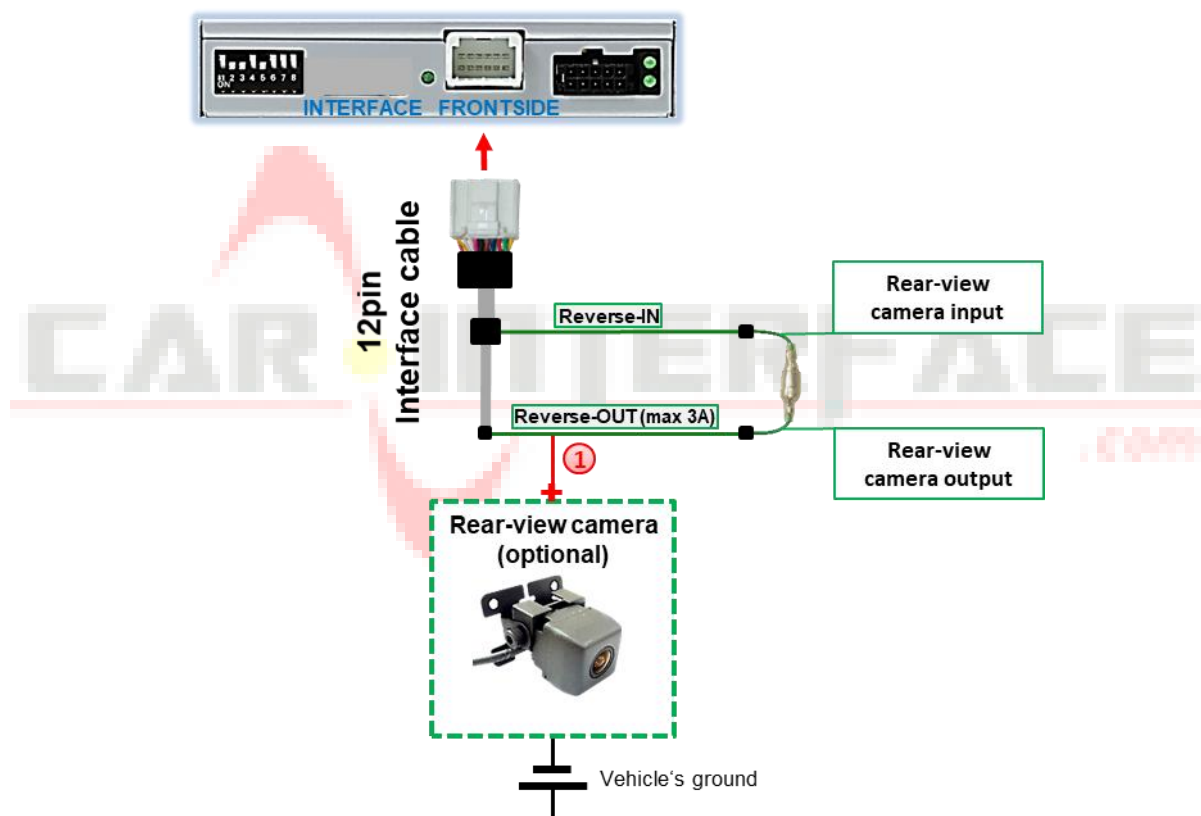 1 2 3 4 5 6 7 8
ON
INTERFACE FRONTSIDE
12pin
Interface cable
Reverse-IN
Rear-view
camera input
Reverse-OUT (max 3A)
1
Rear-view
camera output
Rear-view camera
(optional)
Vehicle‘s ground
CAR INTERFACE
.com